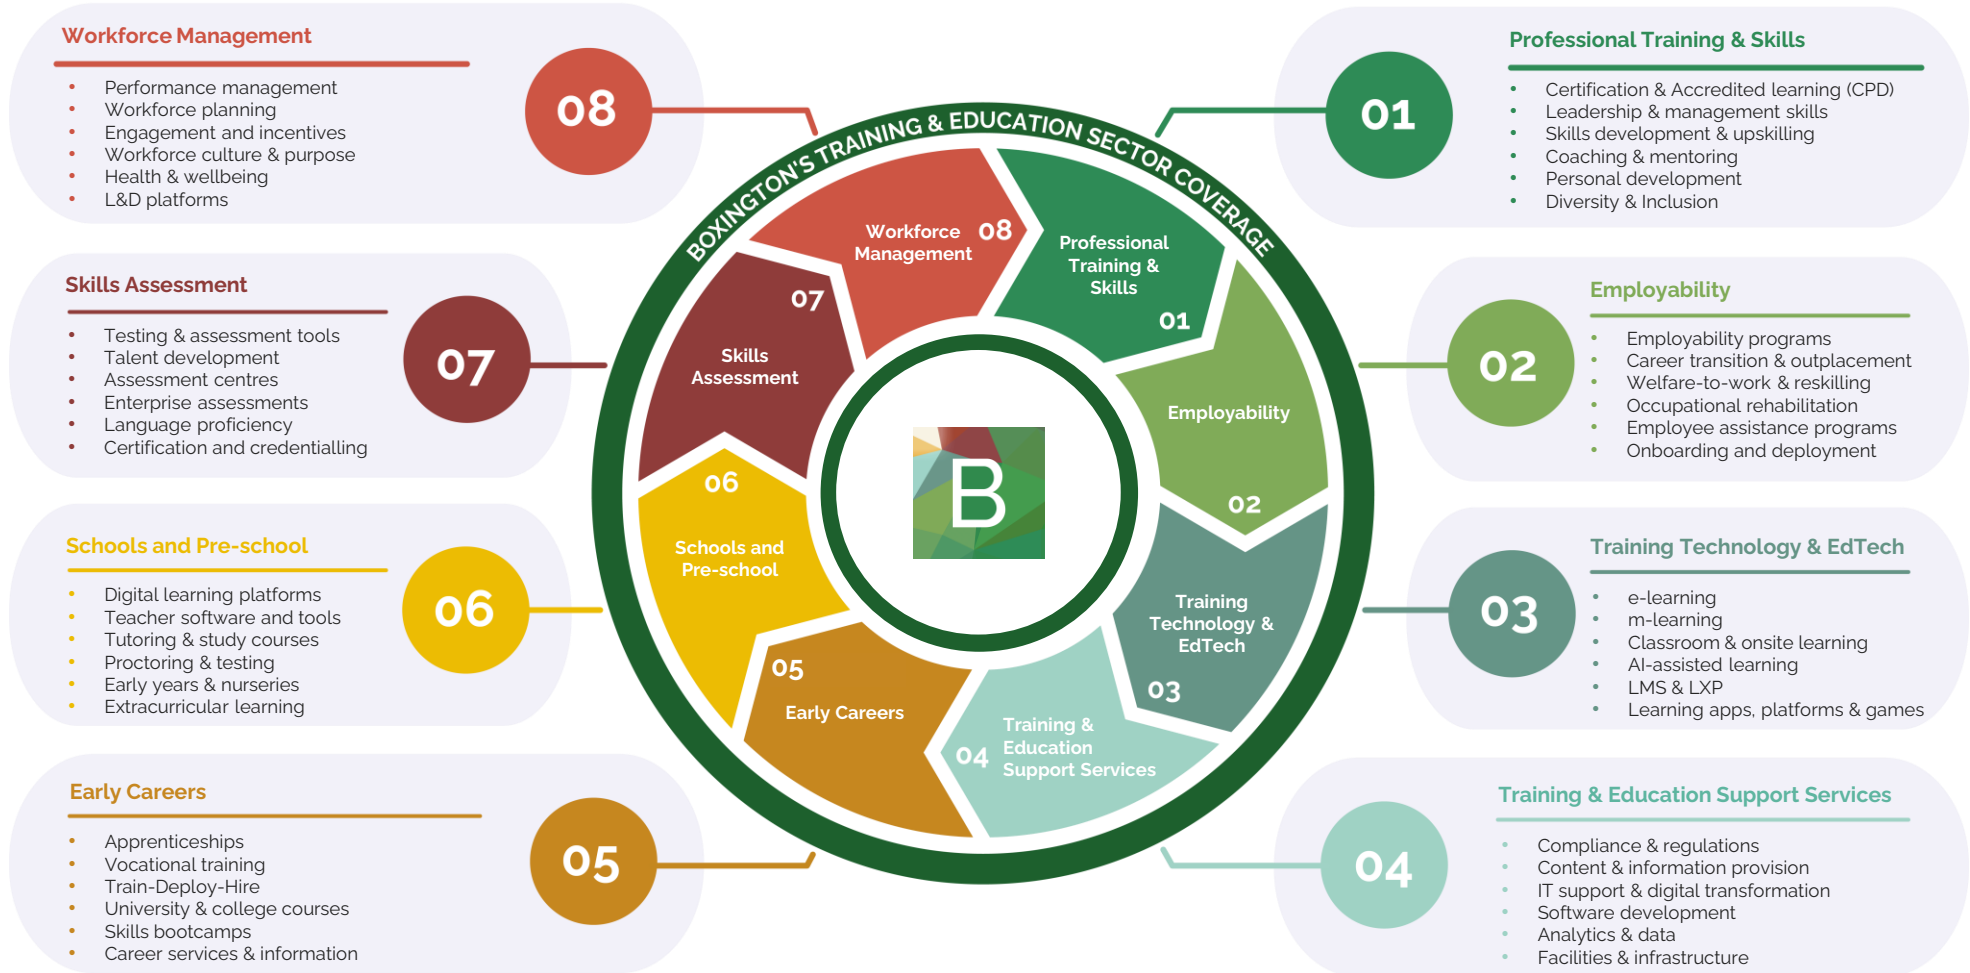 Workforce Management
Performance management
Workforce planning
Engagement and incentives
Workforce culture & purpose
Health & wellbeing
L&D platforms
08
Skills Assessment
Testing & assessment tools
Talent development
Assessment centres
Enterprise assessments
Language proficiency
Certification and credentialling
07
Schools and Pre-school
Digital learning platforms
Teacher software and tools
Tutoring & study courses
Proctoring & testing
Early years & nurseries
Extracurricular learning
06
Early Careers
Apprenticeships
Vocational training
Train-Deploy-Hire
University & college courses
Skills bootcamps
Career services & information
05
BOXINGTON'S TRAINING & EDUCATION SECTOR COVERAGE
Workforce
Management
08
Professional
Training &
Skills
01
Employability
02
Training
Technology &
EdTech
03
Training &
Education
Support Services
04
05
Early Careers
06
Schools and
Pre-school
07
Skills
Assessment
B
01
Professional Training & Skills
Certification & Accredited learning (CPD)
Leadership & management skills
Skills development & upskilling
Coaching & mentoring
Personal development
Diversity & Inclusion
02
Employability
Employability programs
Career transition & outplacement
Welfare-to-work & reskilling
Occupational rehabilitation
Employee assistance programs
Onboarding and deployment
03
Training Technology & EdTech
e-learning
m-learning
Classroom & onsite learning
AI-assisted learning
LMS & LXP
Learning apps, platforms & games
04
Training & Education Support Services
Compliance & regulations
Content & information provision
IT support & digital transformation
Software development
Analytics & data
Facilities & infrastructure